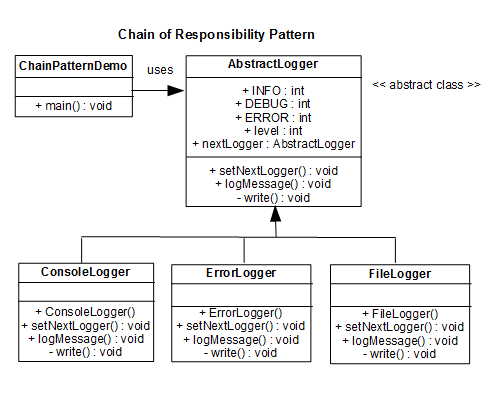 Chain of Responsibility Pattern
ChainPatternDemo
+ main() : void
uses
AbstractLogger
+ INFO : int
+ DEBUG : int
+ ERROR : int
+ level : int
+ nextLogger : AbstractLogger
+ setNextLogger() : void
+ logMessage() : void
- write() : void
<< abstract class >>
ConsoleLogger
+ ConsoleLogger()
+ setNextLogger() : void
+ logMessage() : void
- write() : void
ErrorLogger
+ ErrorLogger()
+ setNextLogger() : void
+ logMessage() : void
- write() : void
FileLogger
+ FileLogger()
+ setNextLogger() : void
+ logMessage() : void
- write() : void